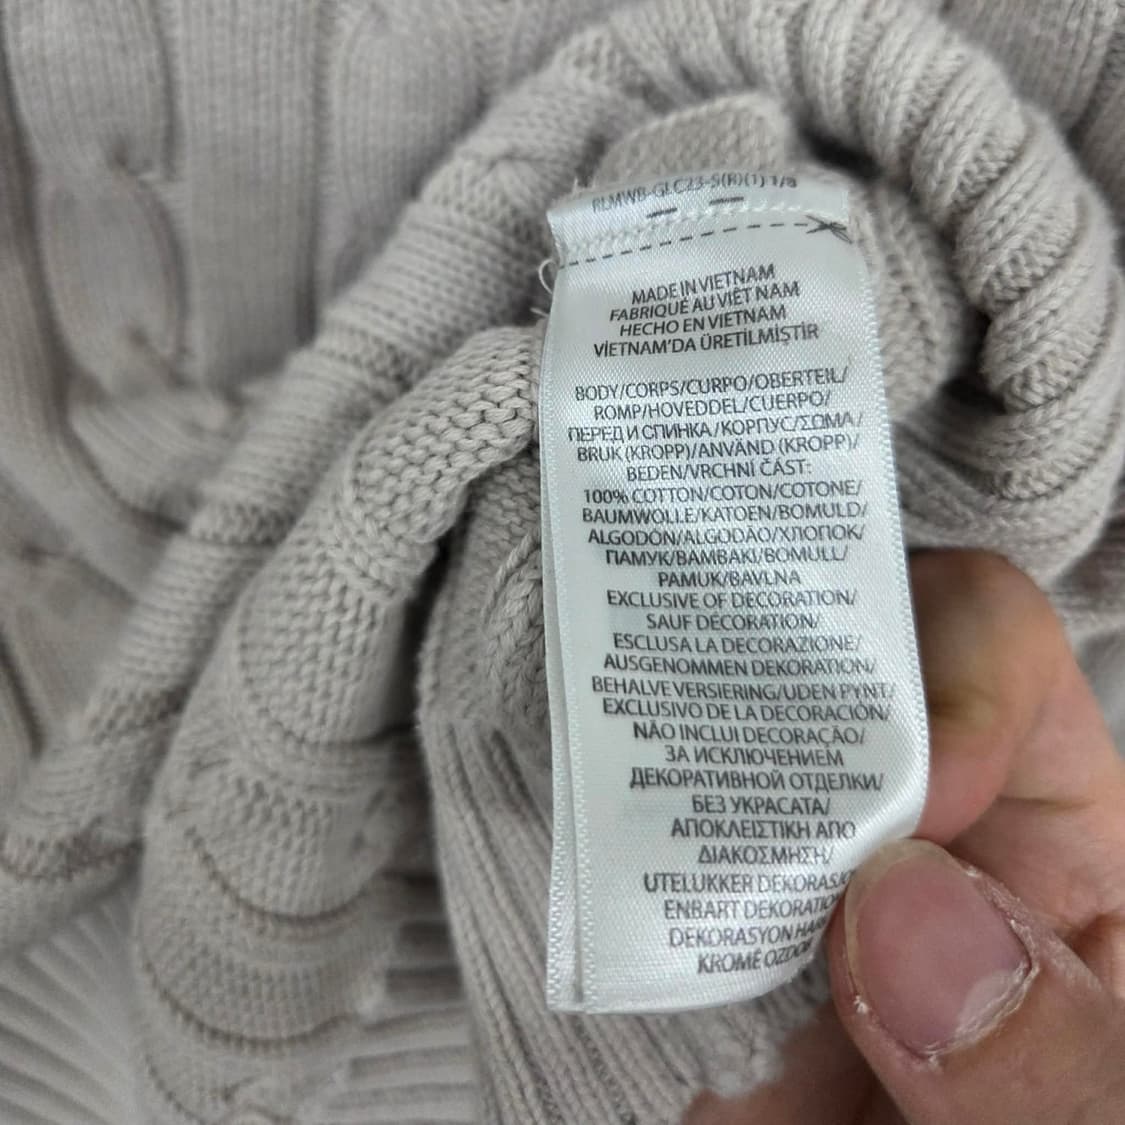 RLMWB-GLC23-S(R)(1) 1/8
MADE IN VIETNAM
FABRIQUÉ AU VIÊT NAM
HECHO EN VIETNAM
VİETNAM'DA ÜRETİLMİŞTİR
BODY/CORPS/CURPO/OBERTEIL/
ROMP/HOVEDDEL/CUERPO/
ПЕРЕД И СПИНКА/КОРПУС/ΣΩΜΑ/
BRUK (KROPP)/ANVÄND (KROPP)/
BEDEN/VRCHNÍ ČÁST:
100% COTTON/COTON/COTONE/
BAUMWOLLE/KATOEN/BOMULD/
ALGODÓN/ALGODÃO/ХЛОПОК/
ПАМУК/ΒΑΜΒΑΚΙ/BOMULL/
PAMUK/BAVLNA
EXCLUSIVE OF DECORATION/
SAUF DÉCORATION/
ESCLUSA LA DECORAZIONE/
AUSGENOMMEN DEKORATION/
BEHALVE VERSIERING/UDEN PYNT/
EXCLUSIVO DE LA DECORACIÓN/
NÃO INCLUI DECORAÇÃO/
ЗА ИСКЛЮЧЕНИЕМ
ДЕКОРАТИВНОЙ ОТДЕЛКИ/
БЕЗ УКРАСАТА/
ΑΠΟΚΛΕΙΣΤΙΚΗ ΑΠΟ
ΔΙΑΚΟΣΜΗΣΗ/
UTELUKKER DEKORASJ
ENBART DEKORATIO
DEKORASYON HAR
KROMĚ OZDOB